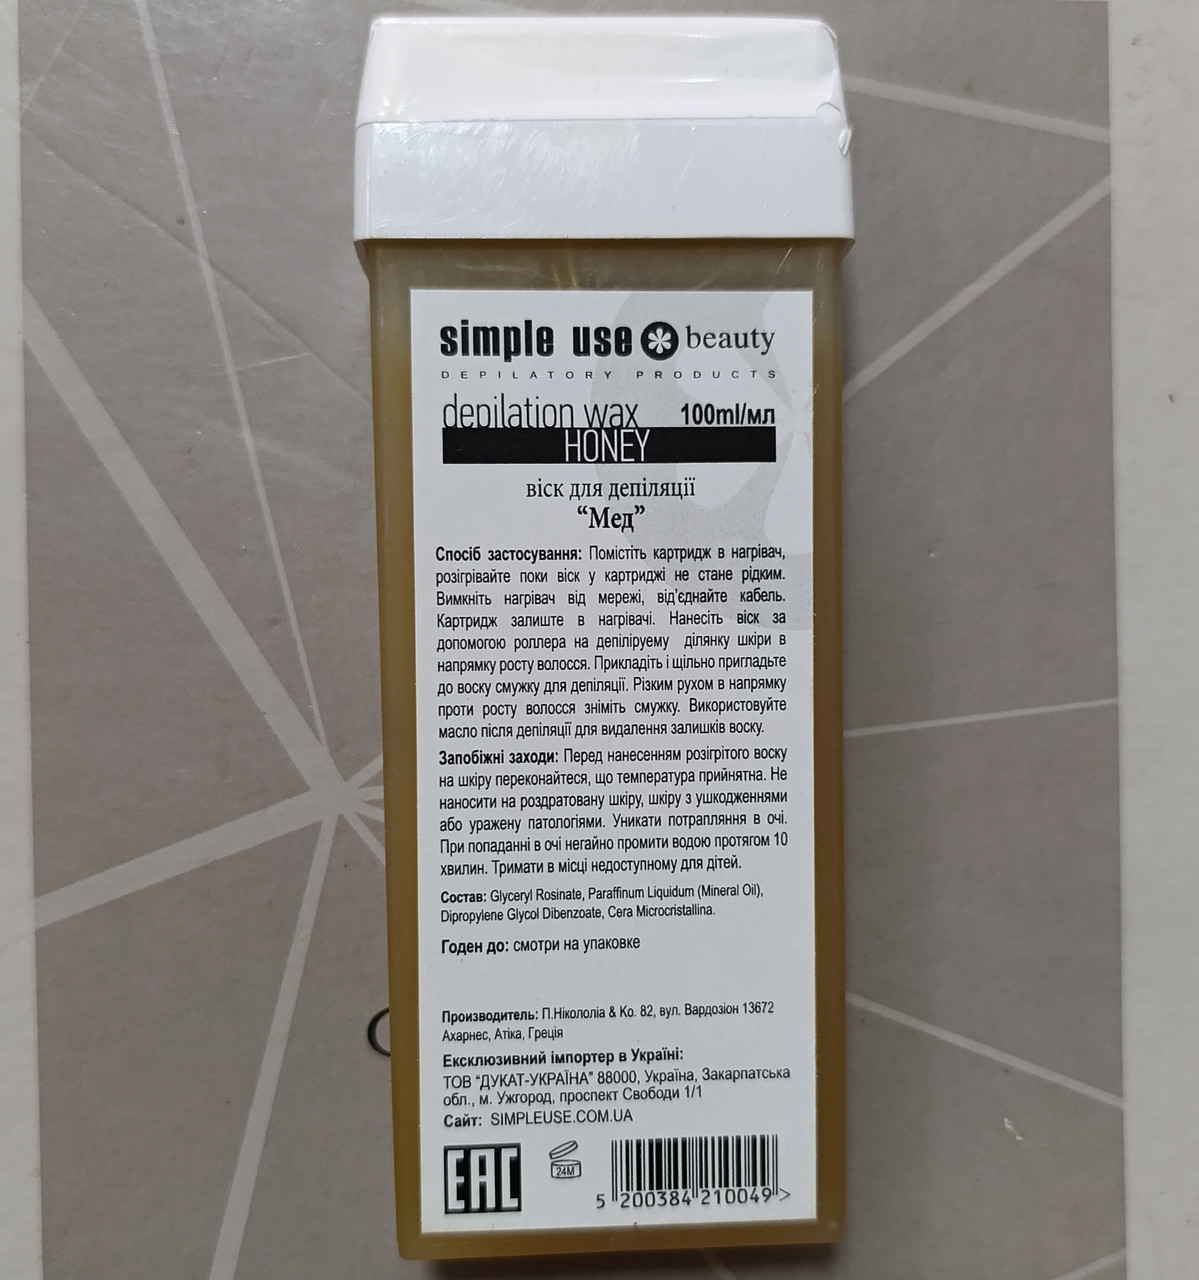 simple use beauty
DEPILATORY PRODUCTS
depilation wax 100ml/мл
HONEY
віск для депіляції
“Мед”
Спосіб застосування: Помістіть картридж в нагрівач,
розігрівайте поки віск у картриджі не стане рідким.
Вимкніть нагрівач від мережі, від'єднайте кабель.
Картридж залиште в нагрівачі. Нанесіть віск за
допомогою роллера на депіліруему ділянку шкіри в
напрямку росту волосся. Прикладіть і щільно пригладьте
до воску смужку для депіляції. Різким рухом в напрямку
проти росту волосся зніміть смужку. Використовуйте
масло після депіляції для видалення залишків воску.
Запобіжні заходи: Перед нанесенням розігрітого воску
на шкіру переконайтеся, що температура прийнятна. Не
наносити на роздратовану шкіру, шкіру з ушкодженнями
або уражену патологіями. Уникати потрапляння в очі.
При попаданні в очі негайно промити водою протягом 10
хвилин. Тримати в місці недоступному для дітей.
Состав: Glyceryl Rosinate, Paraffinum Liquidum (Mineral Oil),
Dipropylene Glycol Dibenzoate, Cera Microcristallina.
Годен до: смотри на упаковке
Производитель: П.Нікололіа & Ко. 82, вул. Вардозіон 13672
Ахарнес, Атіка, Греція
Ексклюзивний імпортер в Україні:
ТОВ “ДУКАТ-УКРАЇНА” 88000, Україна, Закарпатська
обл., м. Ужгород, проспект Свободи 1/1
Сайт: SIMPLEUSE.COM.UA
EAC 24M
5 200384 210049 >